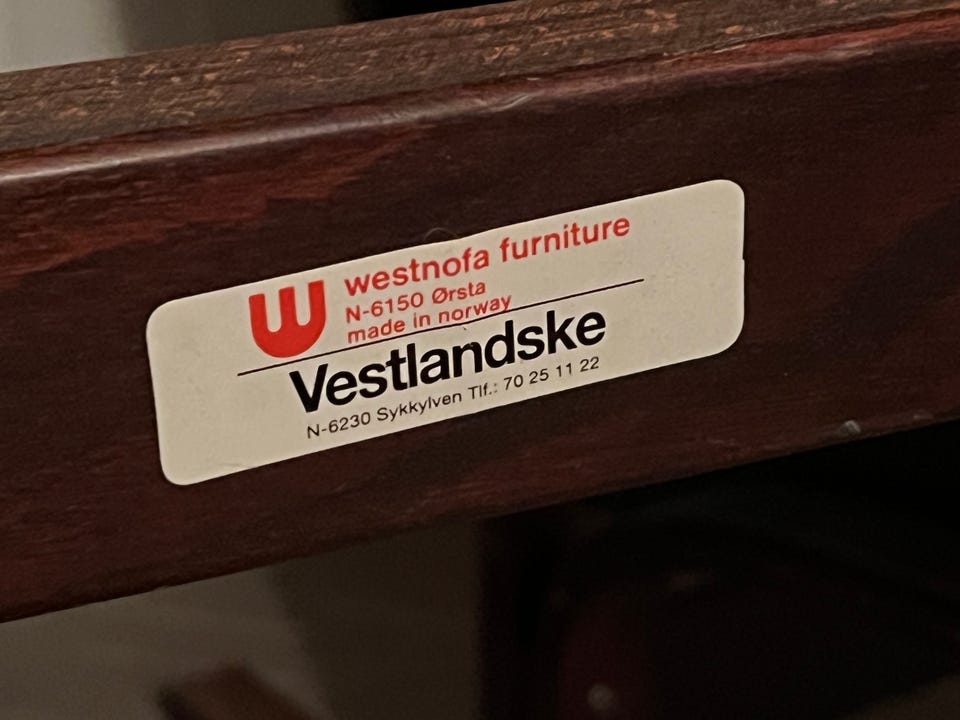 westnofa furniture
N-6150 Ørsta
made in norway
Vestlandske
N-6230 Sykkylven Tlf.: 70 25 11 22